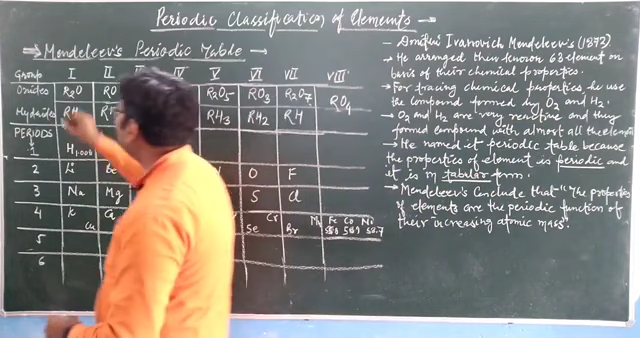 Periodic Classification of Elements
Mendeleev's Periodic Table
Group I II III IV V VI VII VIII
Oxides R₂O RO R₂O₅ RO₃ R₂O₇ RO₄
Hydrides RH RH₃ RH₂ RH
PERIODS
1 H 1.008
2 Li Be O F
3 Na Mg S Cl
4 K Ca Cr Mn Fe Co Ni
Cu Se Br 58.9 58.7
5
6
- Dmitri Ivanovich Mendeleev's (1872)
- He arranged then known 63 element on
basis of their chemical properties.
- For tracing chemical properties, he use
the compound formed by O₂ and H₂.
- O₂ and H₂ are very reactive and they
formed compound with almost all the element
- He named it periodic table because
the properties of element is periodic and
it is in tabular form.
- Mendeleev's conclude that "The properties
of elements are the periodic function of
their increasing atomic mass".